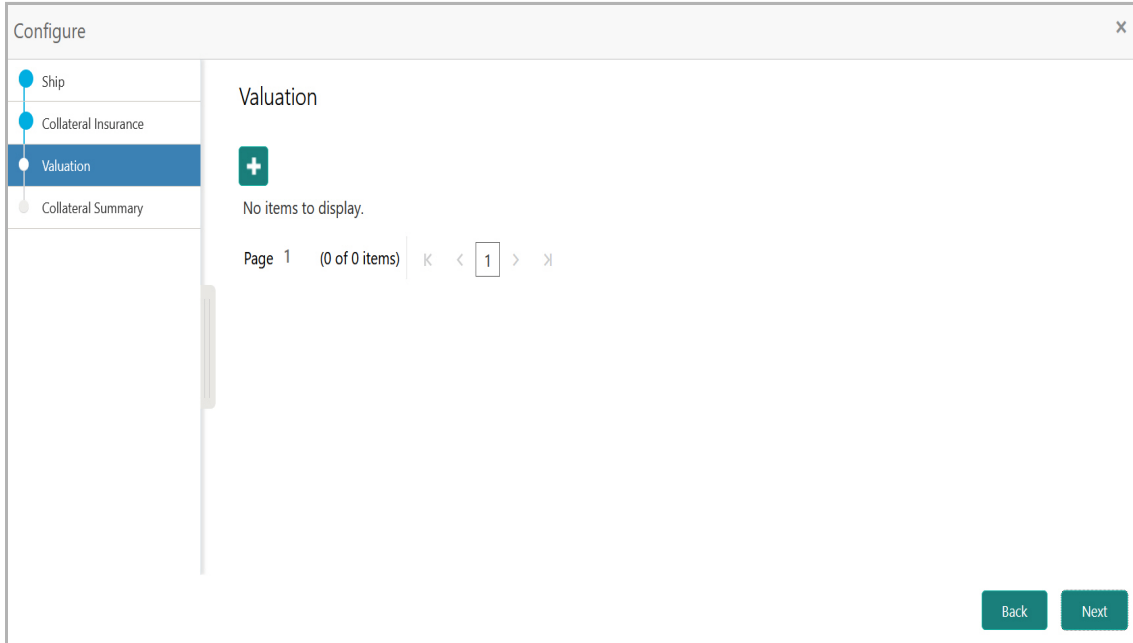 Configure
Ship
Collateral Insurance
Valuation
Collateral Summary
Valuation
No items to display.
Page 1 (0 of 0 items) 1
Back Next